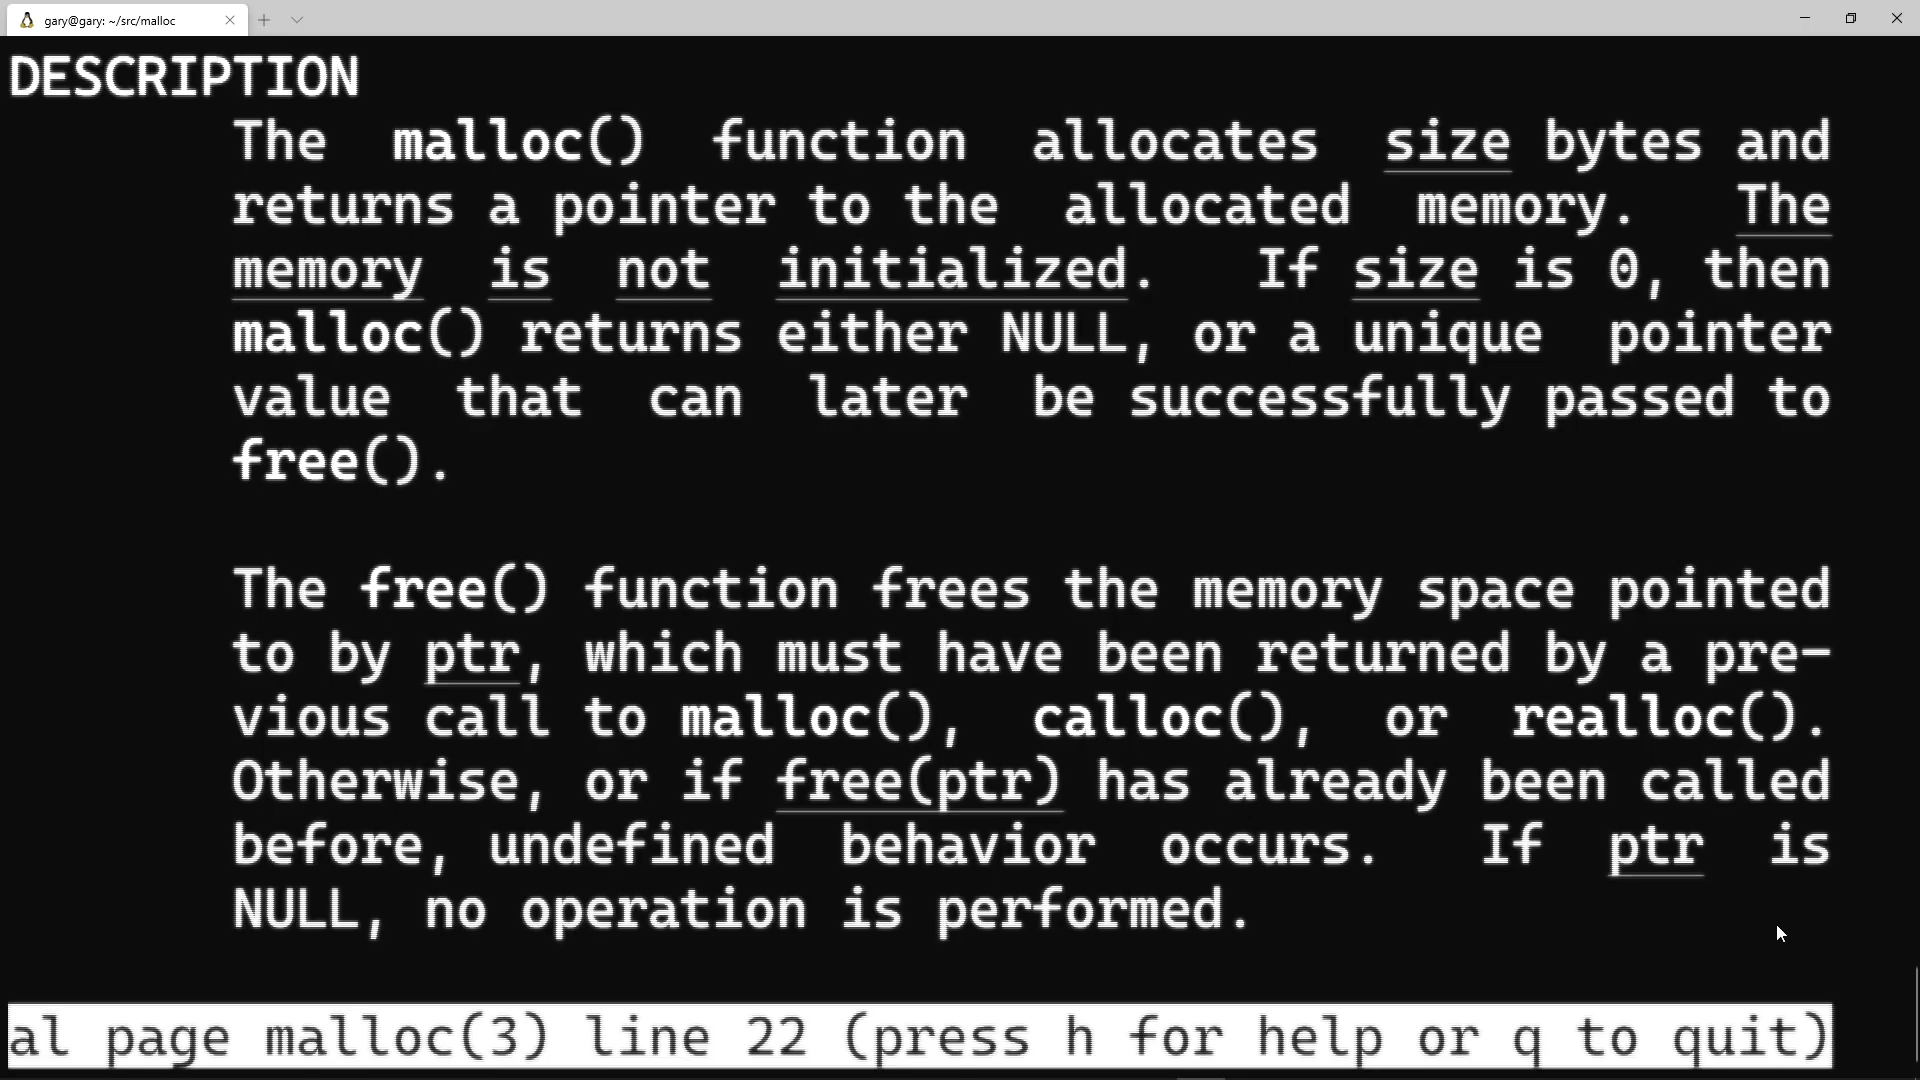 gary@gary: ~/src/malloc
DESCRIPTION
The malloc() function allocates size bytes and
returns a pointer to the allocated memory. The
memory is not initialized. If size is 0, then
malloc() returns either NULL, or a unique pointer
value that can later be successfully passed to
free().
The free() function frees the memory space pointed
to by ptr, which must have been returned by a pre-
vious call to malloc(), calloc(), or realloc().
Otherwise, or if free(ptr) has already been called
before, undefined behavior occurs. If ptr is
NULL, no operation is performed.
al page malloc(3) line 22 (press h for help or q to quit)